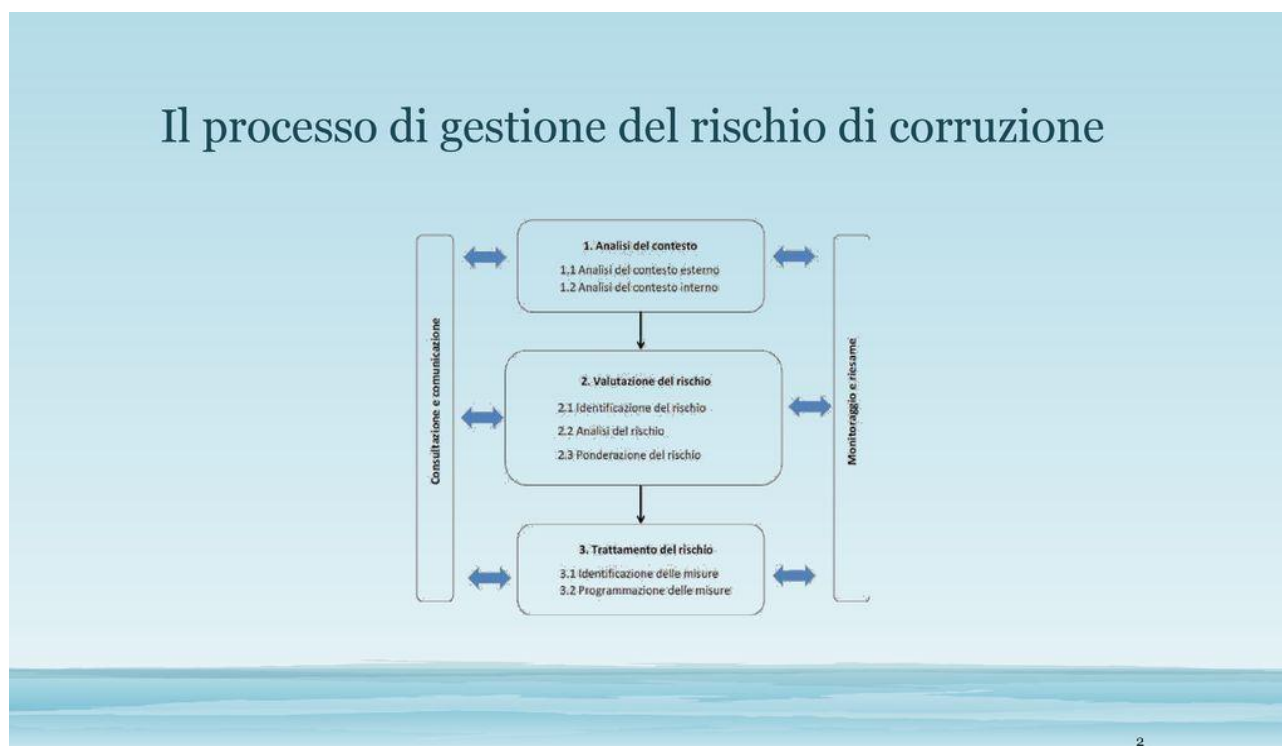 Il processo di gestione del rischio di corruzione
Consultazione e comunicazione
1. Analisi del contesto
1.1 Analisi del contesto esterno
1.2 Analisi del contesto interno
2. Valutazione del rischio
2.1 Identificazione del rischio
2.2 Analisi del rischio
2.3 Ponderazione del rischio
3. Trattamento del rischio
3.1 Identificazione delle misure
3.2 Programmazione delle misure
Monitoraggio e riesame
2